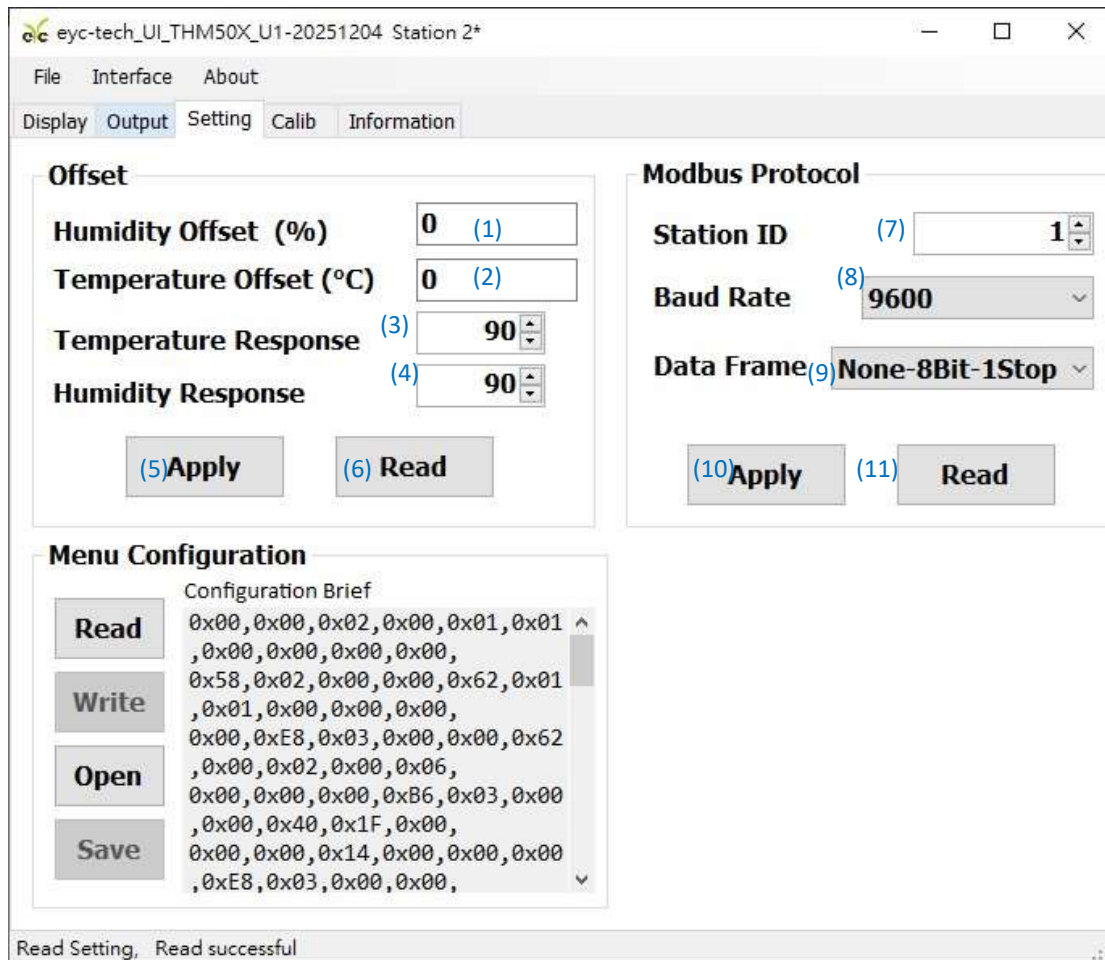 eyc-tech_UI_THM50X_U1-20251204 Station 2*
File Interface About
Display Output Setting Calib Information
Offset
Humidity Offset (%) 0 (1)
Temperature Offset (°C) 0 (2)
Temperature Response (3) 90
Humidity Response (4) 90
(5) Apply (6) Read
Modbus Protocol
Station ID (7) 1
Baud Rate (8) 9600
Data Frame (9) None-8Bit-1Stop
(10) Apply (11) Read
Menu Configuration
Read
Write
Open
Save
Configuration Brief
0x00,0x00,0x02,0x00,0x01,0x01
,0x00,0x00,0x00,0x00,
0x58,0x02,0x00,0x00,0x62,0x01
,0x01,0x00,0x00,0x00,
0x00,0xE8,0x03,0x00,0x00,0x62
,0x00,0x02,0x00,0x06,
0x00,0x00,0x00,0xB6,0x03,0x00
,0x00,0x40,0x1F,0x00,
0x00,0x00,0x14,0x00,0x00,0x00
,0xE8,0x03,0x00,0x00,
Read Setting, Read successful